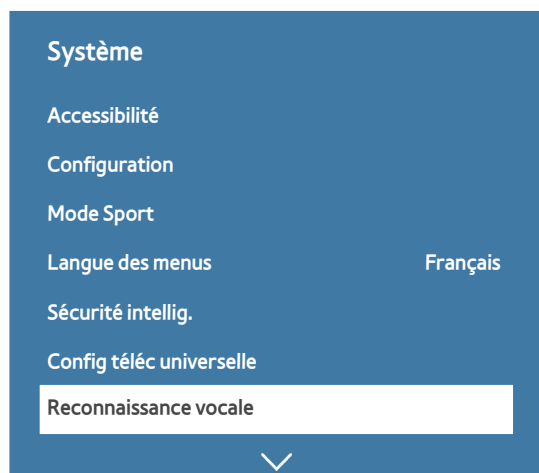 Système
Accessibilité
Configuration
Mode Sport
Langue des menus Français
Sécurité intellig.
Config téléc universelle
Reconnaissance vocale